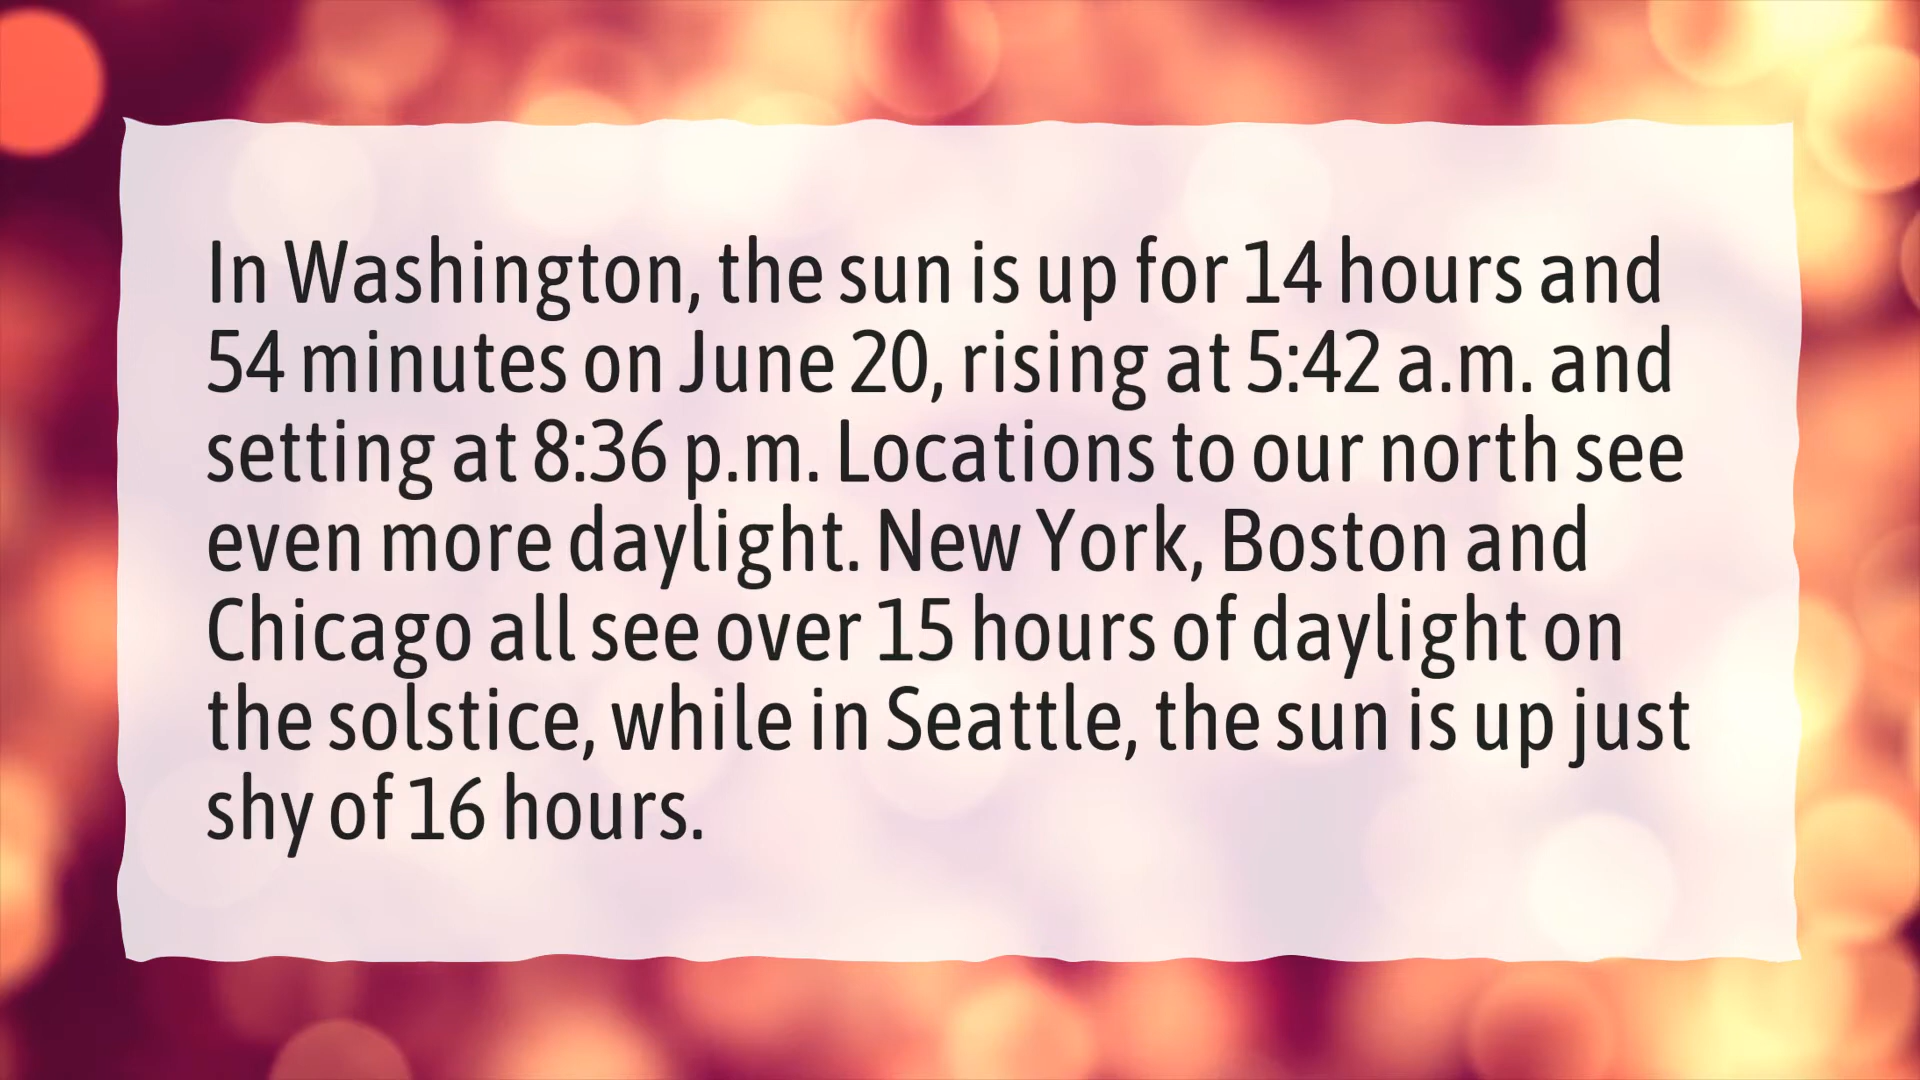 In Washington, the sun is up for 14 hours and
54 minutes on June 20, rising at 5:42 a.m. and
setting at 8:36 p.m. Locations to our north see
even more daylight. New York, Boston and
Chicago all see over 15 hours of daylight on
the solstice, while in Seattle, the sun is up just
shy of 16 hours.